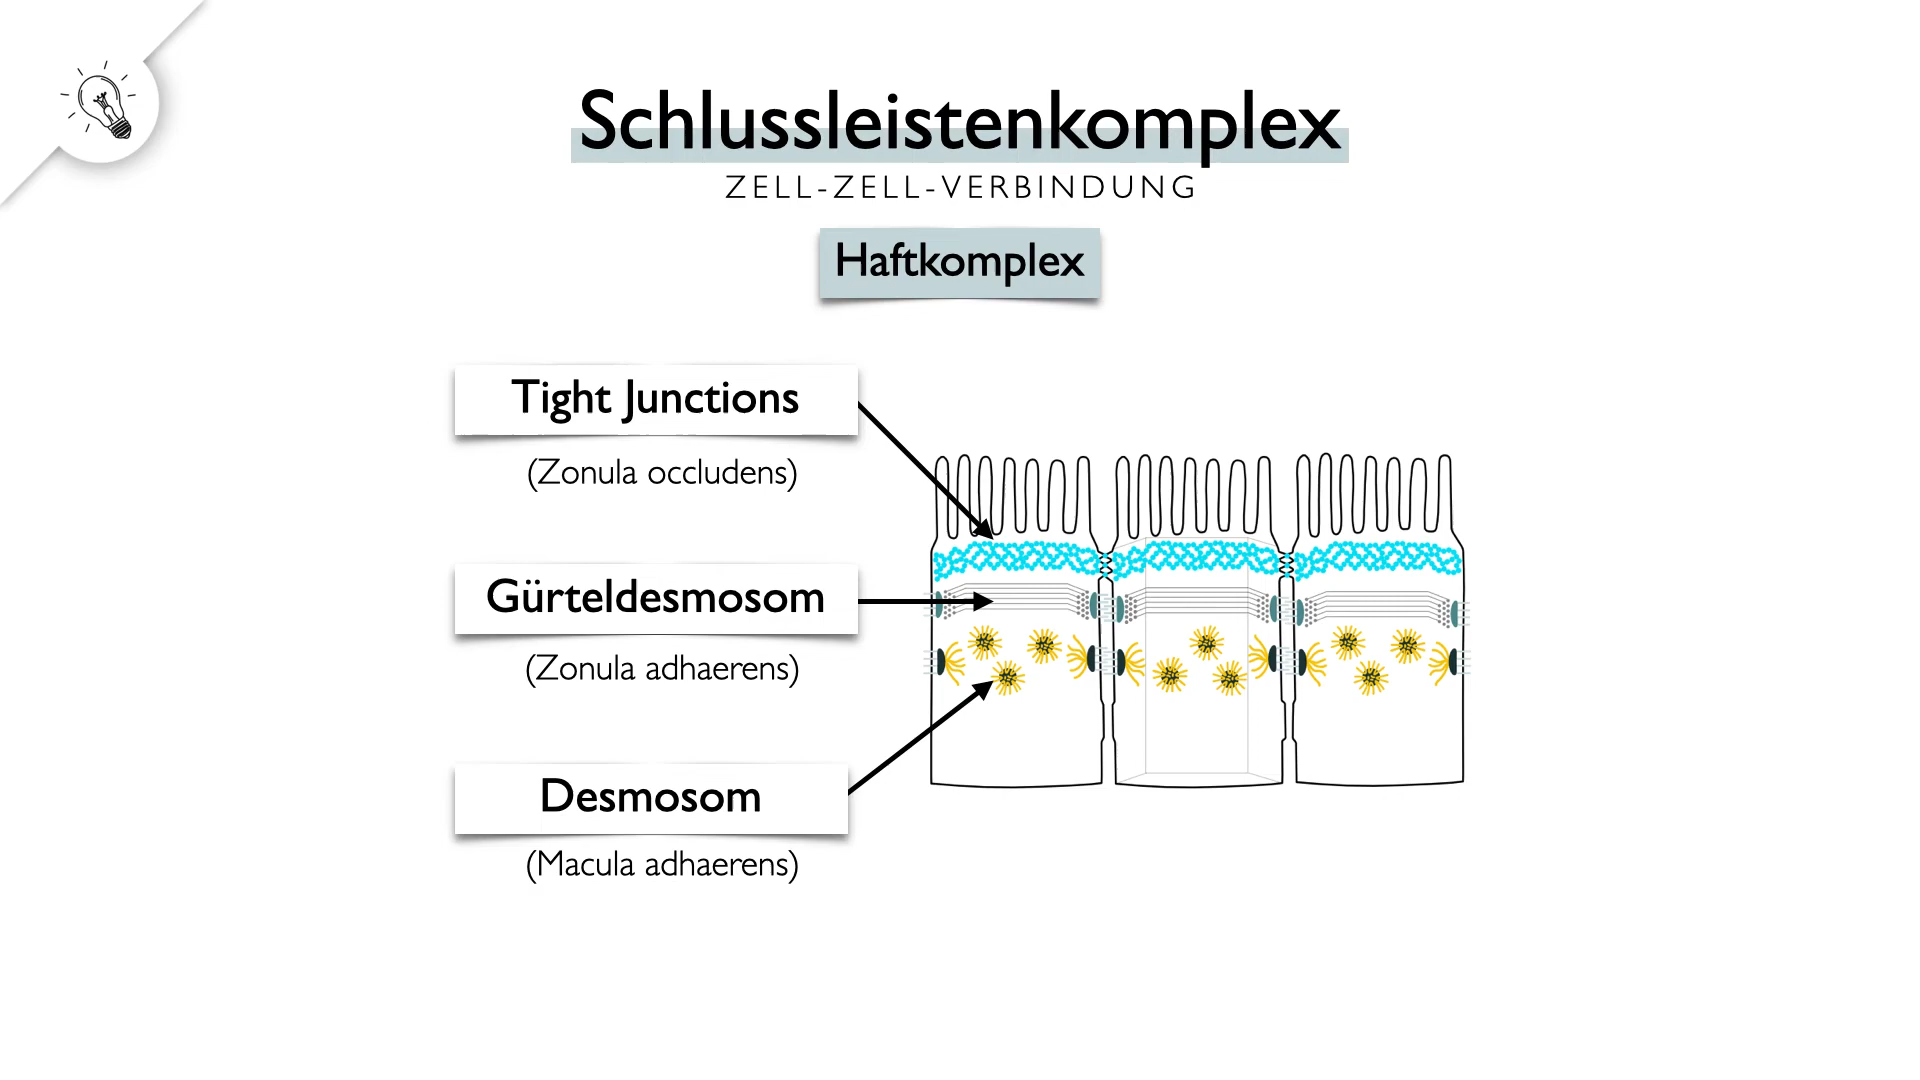 Schlussleistenkomplex
ZELL-ZELL-VERBINDUNG
Haftkomplex
Tight Junctions
(Zonula occludens)
Gürteldesmosom
(Zonula adhaerens)
Desmosom
(Macula adhaerens)